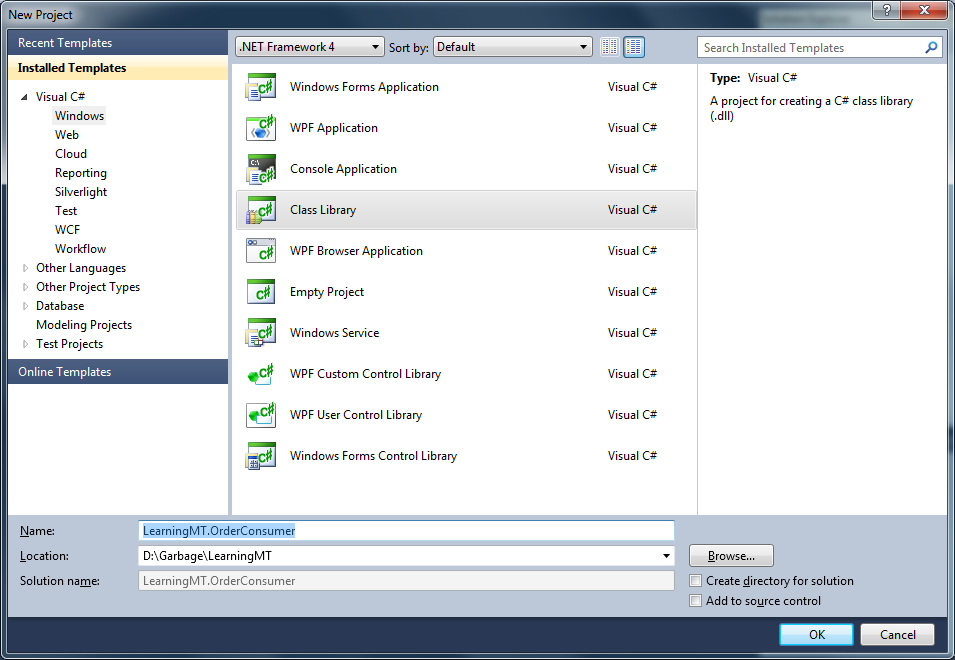 New Project
Recent Templates
Installed Templates
Visual C#
Windows
Web
Cloud
Reporting
Silverlight
Test
WCF
Workflow
Other Languages
Other Project Types
Database
Modeling Projects
Test Projects
Online Templates
.NET Framework 4 Sort by: Default
Windows Forms Application Visual C#
WPF Application Visual C#
Console Application Visual C#
Class Library Visual C#
WPF Browser Application Visual C#
Empty Project Visual C#
Windows Service Visual C#
WPF Custom Control Library Visual C#
WPF User Control Library Visual C#
Windows Forms Control Library Visual C#
Search Installed Templates
Type: Visual C#
A project for creating a C# class library
(.dll)
Name: LearningMT.OrderConsumer
Location: D:\Garbage\LearningMT Browse...
Solution name: LearningMT.OrderConsumer Create directory for solution
Add to source control
OK Cancel